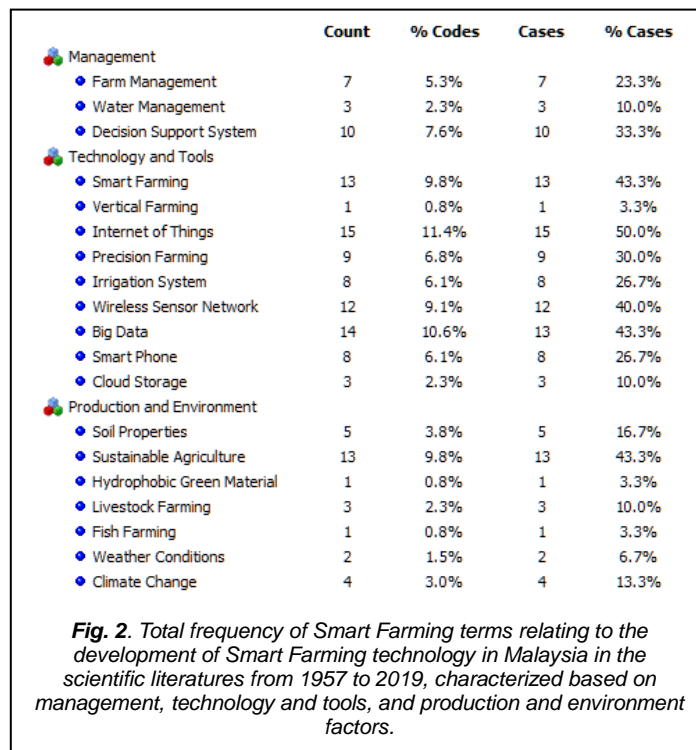 Count % Codes Cases % Cases
Management
Farm Management 7 5.3% 7 23.3%
Water Management 3 2.3% 3 10.0%
Decision Support System 10 7.6% 10 33.3%
Technology and Tools
Smart Farming 13 9.8% 13 43.3%
Vertical Farming 1 0.8% 1 3.3%
Internet of Things 15 11.4% 15 50.0%
Precision Farming 9 6.8% 9 30.0%
Irrigation System 8 6.1% 8 26.7%
Wireless Sensor Network 12 9.1% 12 40.0%
Big Data 14 10.6% 13 43.3%
Smart Phone 8 6.1% 8 26.7%
Cloud Storage 3 2.3% 3 10.0%
Production and Environment
Soil Properties 5 3.8% 5 16.7%
Sustainable Agriculture 13 9.8% 13 43.3%
Hydrophobic Green Material 1 0.8% 1 3.3%
Livestock Farming 3 2.3% 3 10.0%
Fish Farming 1 0.8% 1 3.3%
Weather Conditions 2 1.5% 2 6.7%
Climate Change 4 3.0% 4 13.3%
Fig. 2. Total frequency of Smart Farming terms relating to the
development of Smart Farming technology in Malaysia in the
scientific literatures from 1957 to 2019, characterized based on
management, technology and tools, and production and environment
factors.